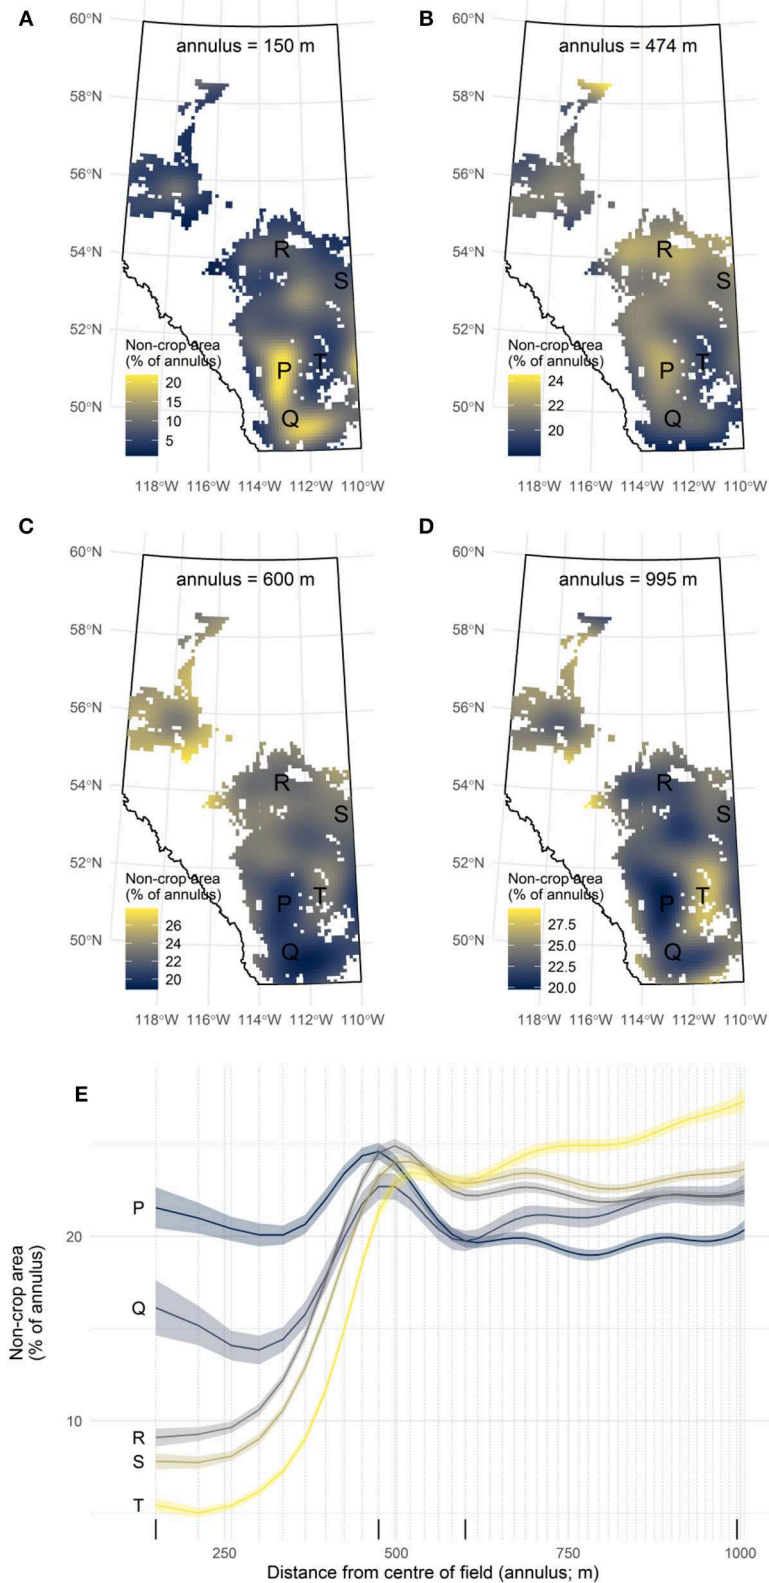 A
annulus = 150 m
60°N
58°N
56°N
54°N
52°N
50°N
R
S
T
P
Q
Non-crop area
(% of annulus)
20
15
10
5
118°W 116°W 114°W 112°W 110°W
B
annulus = 474 m
60°N
58°N
56°N
54°N
52°N
50°N
R
S
T
P
Q
Non-crop area
(% of annulus)
24
22
20
118°W 116°W 114°W 112°W 110°W
C
annulus = 600 m
60°N
58°N
56°N
54°N
52°N
50°N
R
S
T
P
Q
Non-crop area
(% of annulus)
26
24
22
20
118°W 116°W 114°W 112°W 110°W
D
annulus = 995 m
60°N
58°N
56°N
54°N
52°N
50°N
R
S
T
P
Q
Non-crop area
(% of annulus)
27.5
25.0
22.5
20.0
118°W 116°W 114°W 112°W 110°W
E
Non-crop area
(% of annulus)
20
10
P
Q
R
S
T
250 500 750 1000
Distance from centre of field (annulus; m)